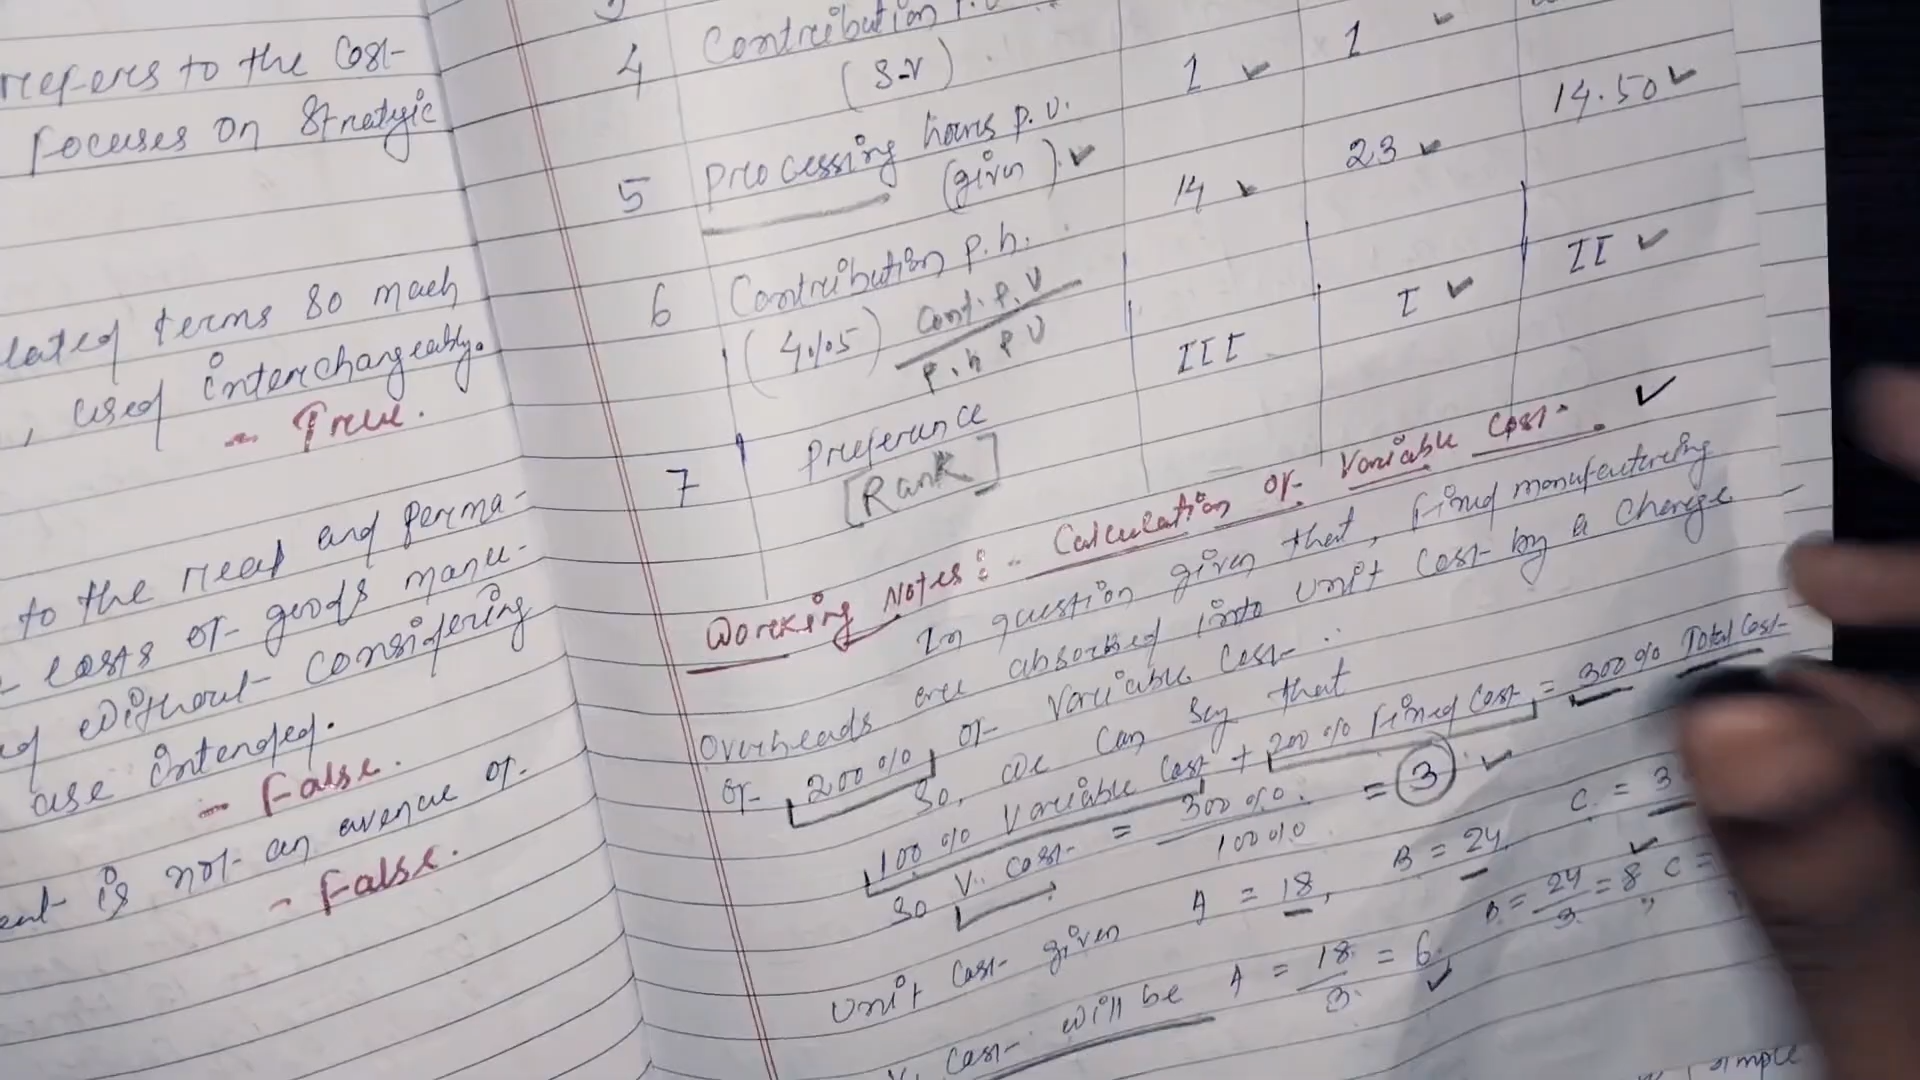 refers to the Cost-
focuses on Strategic
lated terms so much
, used interchangeably.
- True.
to the real and perma-
- costs of goods manu-
ed without considering
use intended.
- False.
is not an avenue of
- False.
4 Contribution P.U
(S-V)
5 Processing hours P.U. 1 1
(given) 14 23 14.50
6 Contribution P.h.
(4./.5) Cont. P.U
P.h P.U
III I II
7 Preference
[Rank]
Working Notes:- Calculation of Variable Cost-
In question given that, fixed manufacturing
Overheads are absorbed into unit cost by a charge
of 200% of Variable Cost-
So, we can say that
100% Variable Cost + 200% Fixed Cost = 300% Total Cost-
So V. Cost- = 300% = 3
100%
Unit Cost- given A = 18, B = 24, C = 3
V. Cost- will be A = 18 = 6, B = 24 = 8 C =
3 3